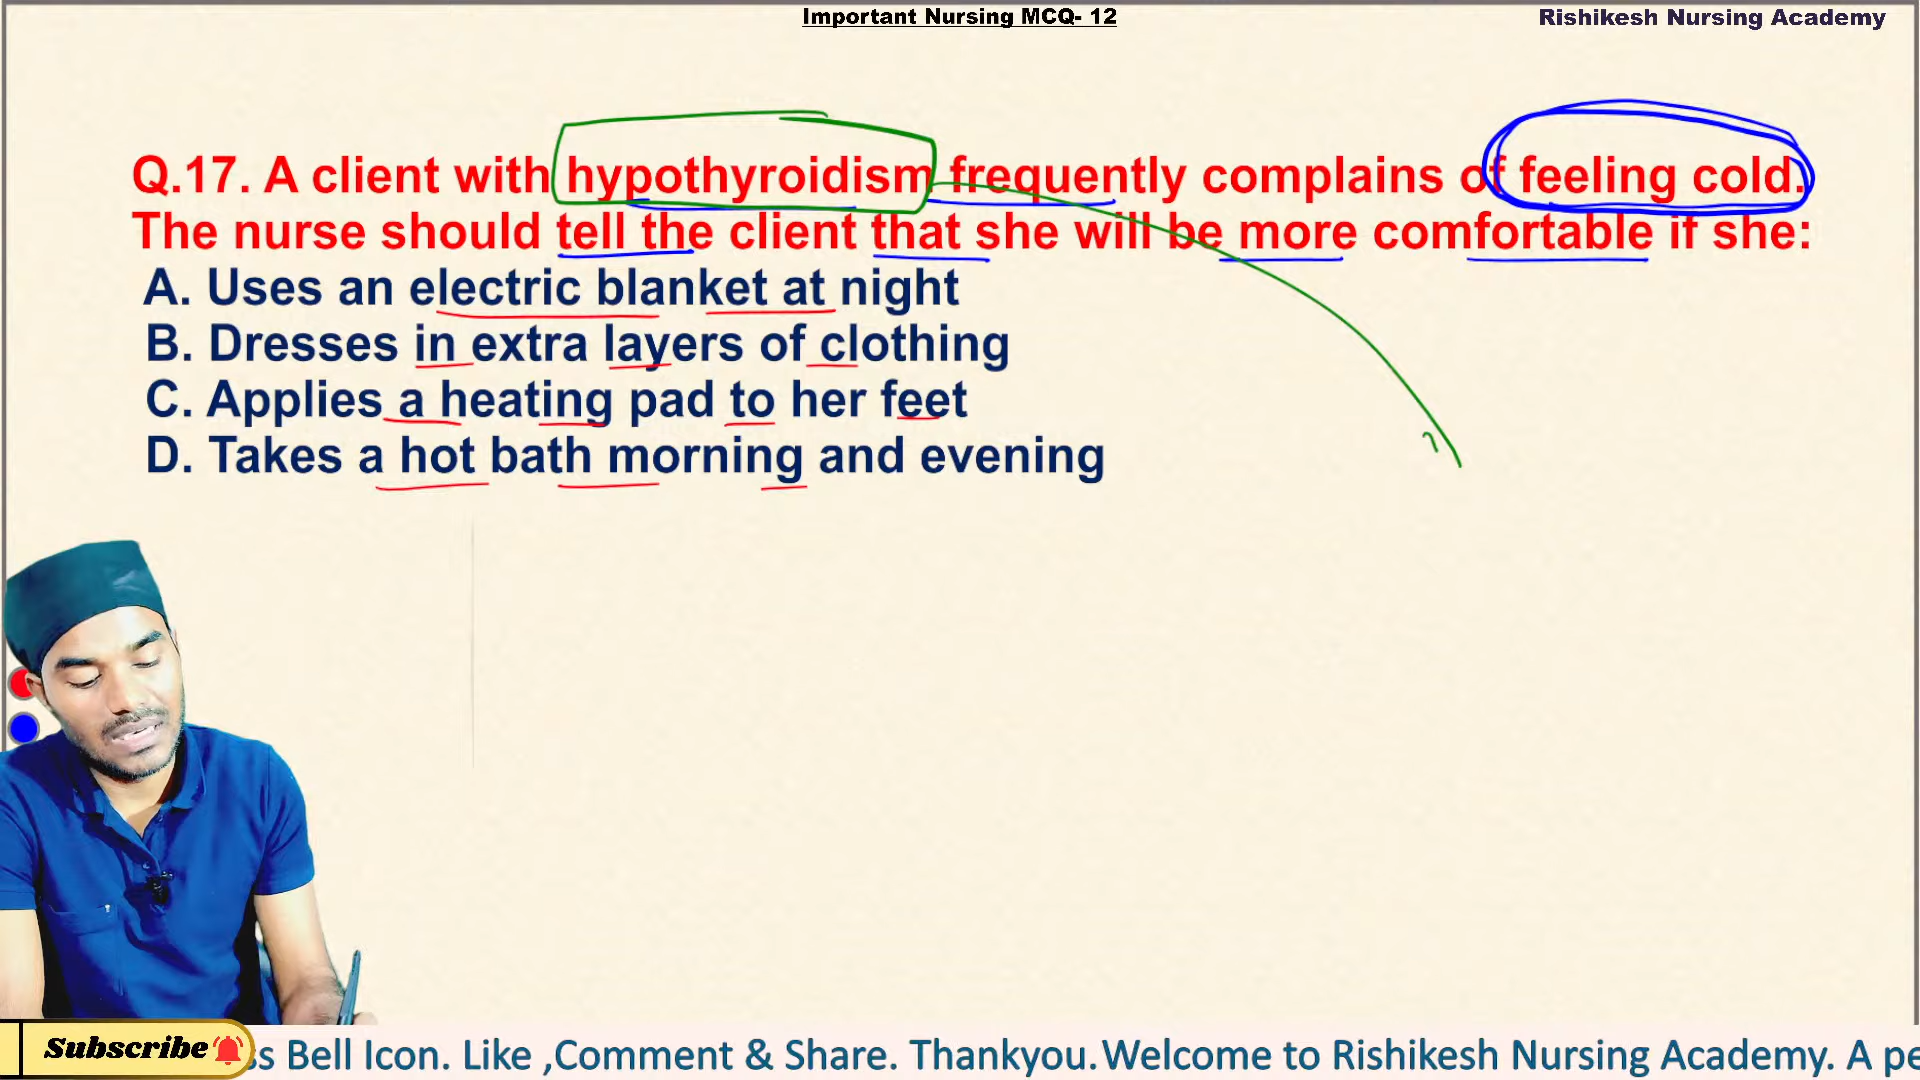 Important Nursing MCQ- 12
Rishikesh Nursing Academy
Q.17. A client with hypothyroidism frequently complains of feeling cold.
The nurse should tell the client that she will be more comfortable if she:
A. Uses an electric blanket at night
B. Dresses in extra layers of clothing
C. Applies a heating pad to her feet
D. Takes a hot bath morning and evening
Subscribe
ss Bell Icon. Like ,Comment & Share. Thankyou.Welcome to Rishikesh Nursing Academy. A pe